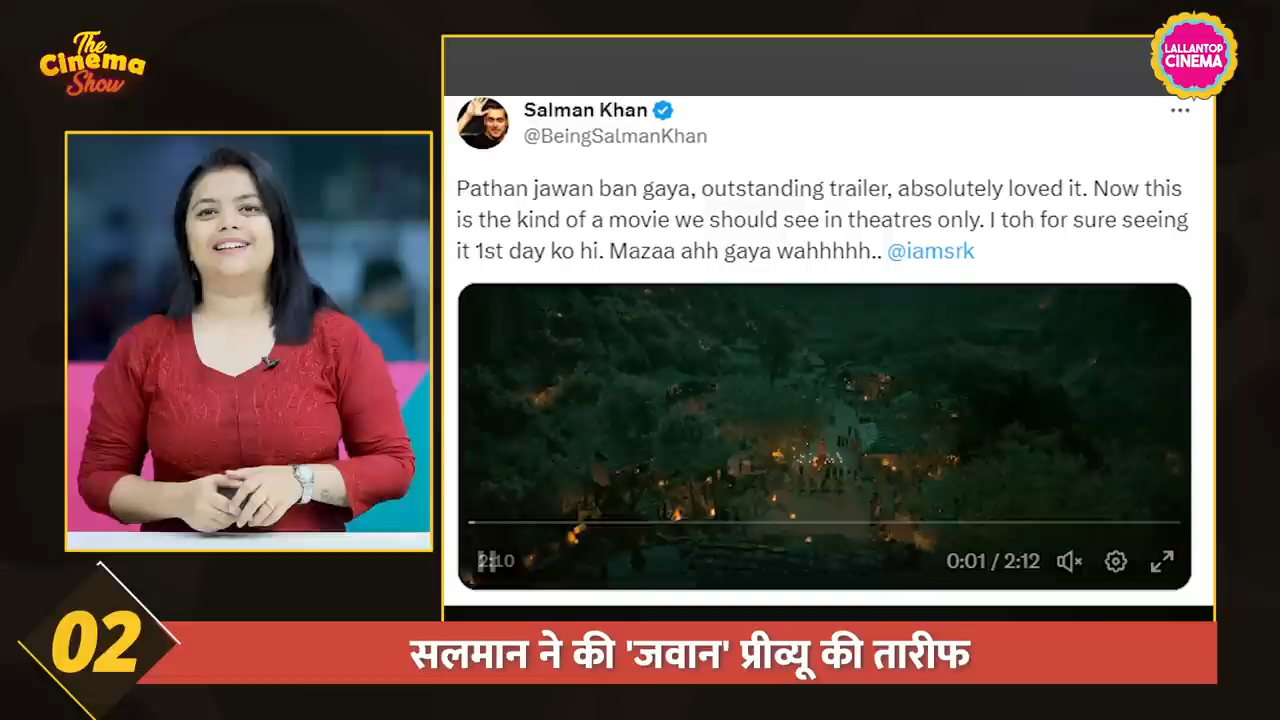 The
Cinema
Show
LALLANTOP
CINEMA
Salman Khan
@BeingSalmanKhan
Pathan jawan ban gaya, outstanding trailer, absolutely loved it. Now this
is the kind of a movie we should see in theatres only. I toh for sure seeing
it 1st day ko hi. Mazaa ahh gaya wahhhhh.. @iamsrk
2:10
0:01 / 2:12
02
सलमान ने की 'जवान' प्रीव्यू की तारीफ